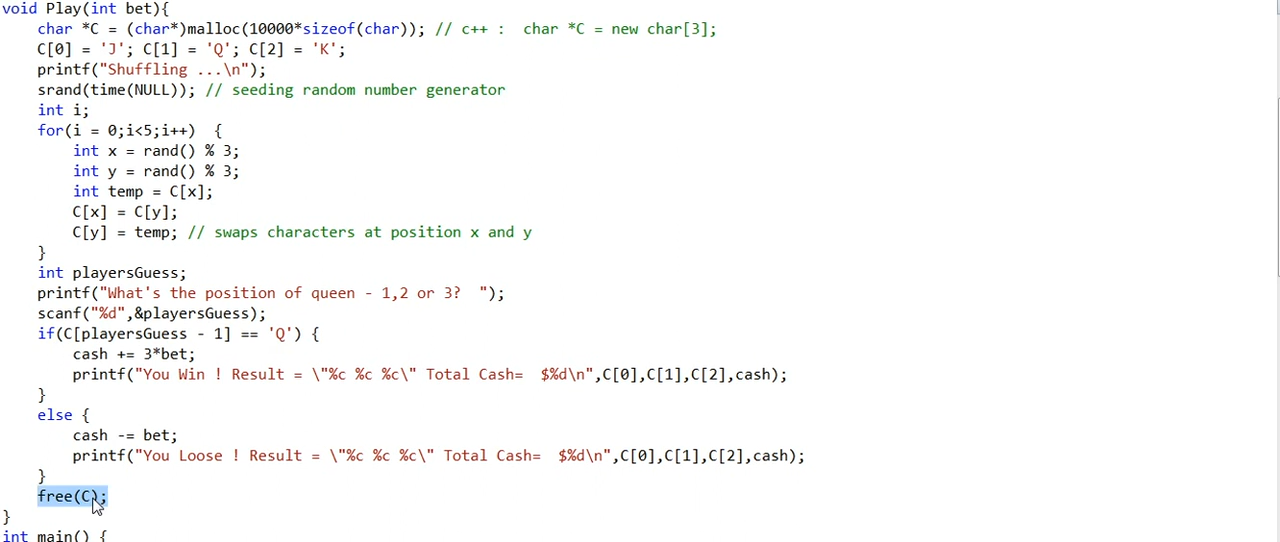 void Play(int bet){
    char *C = (char*)malloc(10000*sizeof(char)); // c++ :  char *C = new char[3];
    C[0] = 'J'; C[1] = 'Q'; C[2] = 'K';
    printf("Shuffling ...\n");
    srand(time(NULL)); // seeding random number generator
    int i;
    for(i = 0;i<5;i++)  {
        int x = rand() % 3;
        int y = rand() % 3;
        int temp = C[x];
        C[x] = C[y];
        C[y] = temp; // swaps characters at position x and y
    }
    int playersGuess;
    printf("What's the position of queen - 1,2 or 3?  ");
    scanf("%d",&playersGuess);
    if(C[playersGuess - 1] == 'Q') {
        cash += 3*bet;
        printf("You Win ! Result = \"%c %c %c\" Total Cash=  $%d\n",C[0],C[1],C[2],cash);
    }
    else {
        cash -= bet;
        printf("You Loose ! Result = \"%c %c %c\" Total Cash=  $%d\n",C[0],C[1],C[2],cash);
    }
    free(C);
}
int main() {